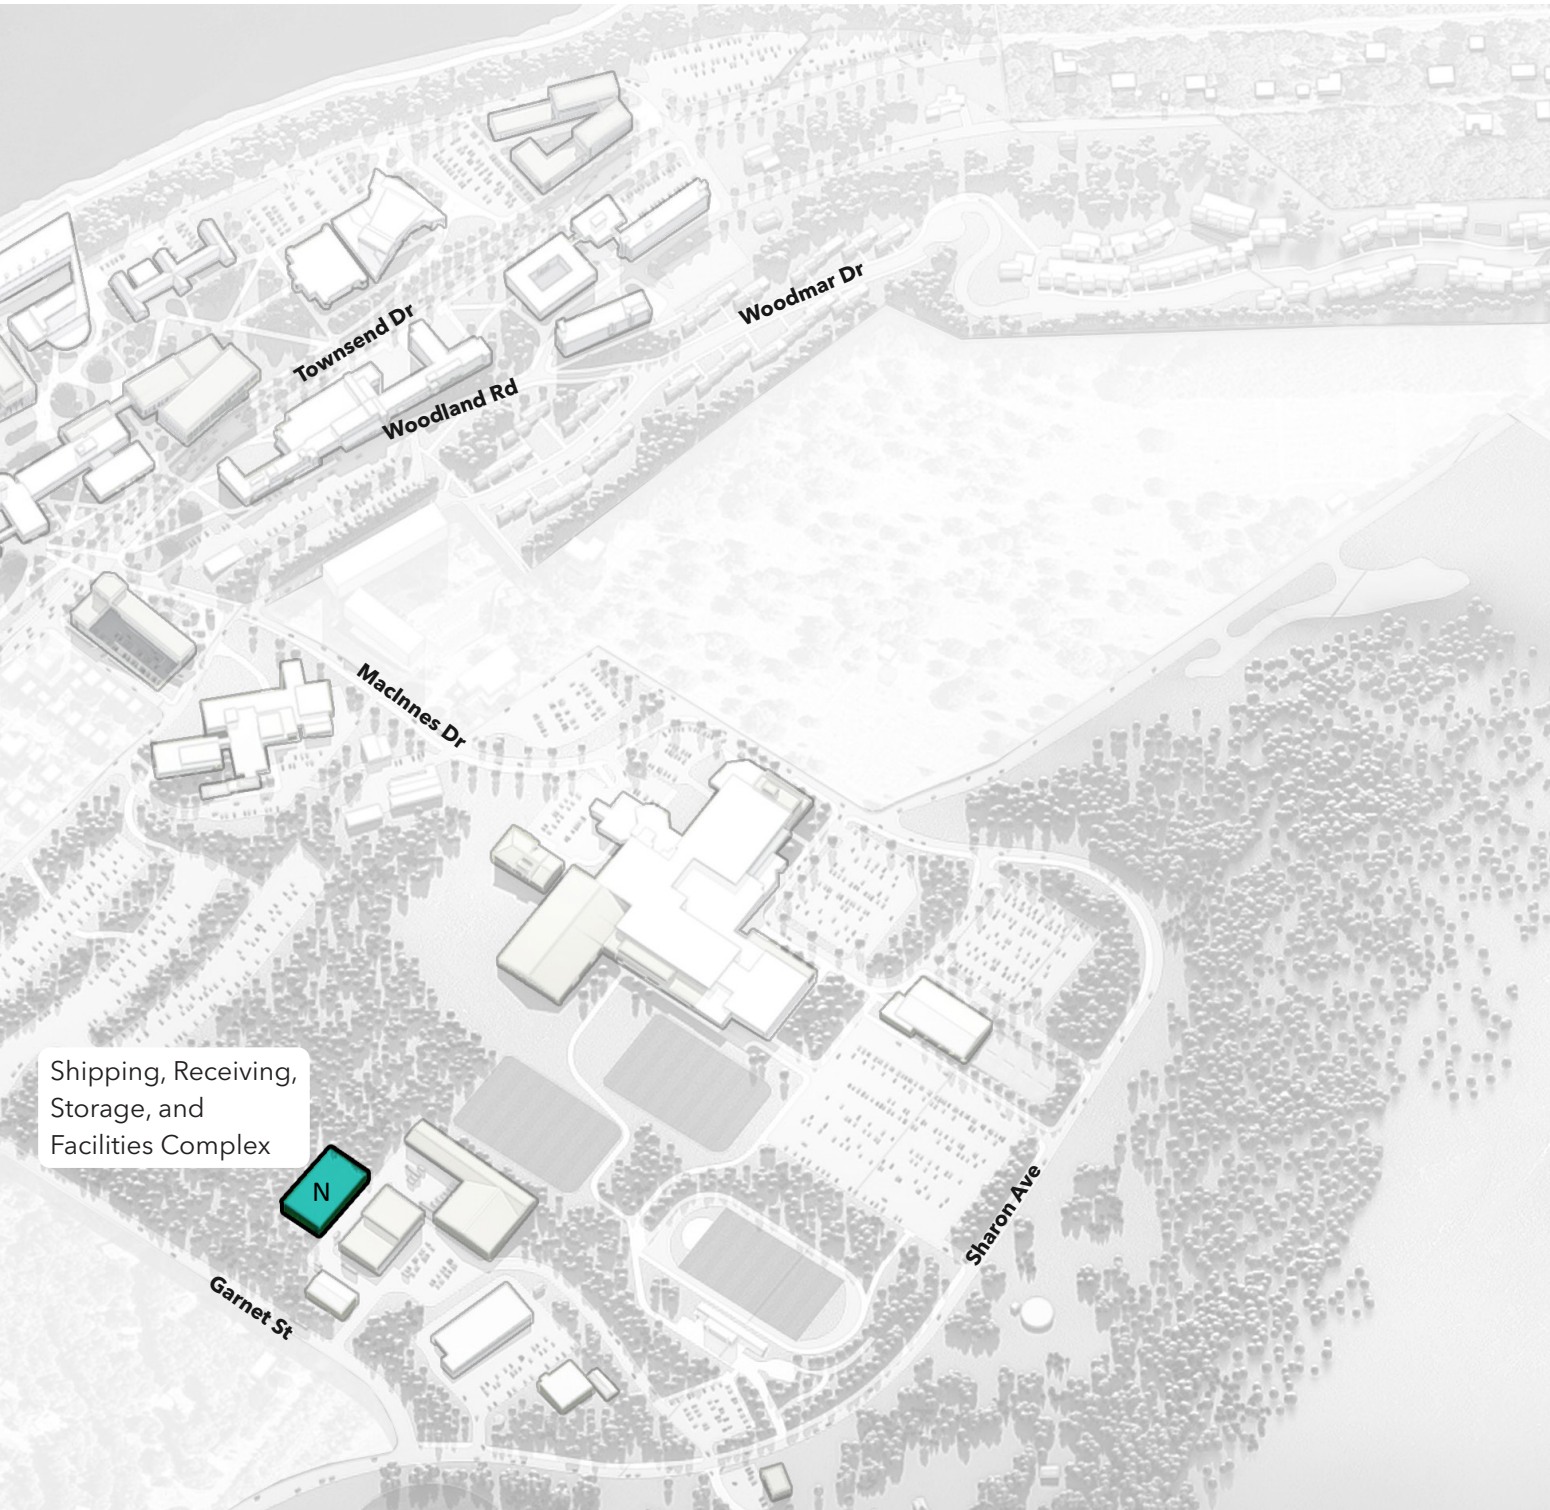 Woodmar Dr
Townsend Dr
Woodland Rd
MacInnes Dr
Shipping, Receiving,
Storage, and
Facilities Complex
N
Sharon Ave
Garnet St